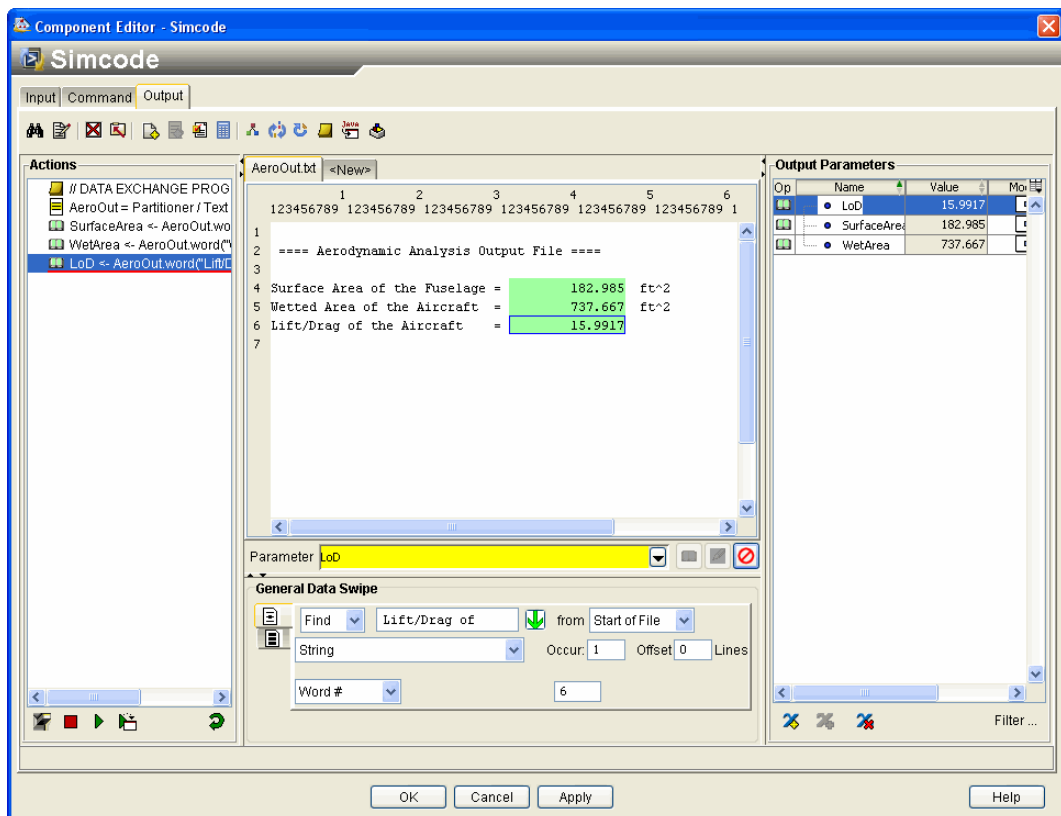 Component Editor - Simcode
Simcode
Input Command Output
Actions
// DATA EXCHANGE PROG
AeroOut = Partitioner / Text
SurfaceArea <- AeroOut.wo
WetArea <- AeroOut.word("
LoD <- AeroOut.word("Lift/D
AeroOut.txt <New>
1 2 3 4 5 6
123456789 123456789 123456789 123456789 123456789 123456789 1
1
2 ==== Aerodynamic Analysis Output File ====
3
4 Surface Area of the Fuselage = 182.985 ft^2
5 Wetted Area of the Aircraft = 737.667 ft^2
6 Lift/Drag of the Aircraft = 15.9917
7
Parameter LoD
General Data Swipe
Find Lift/Drag of from Start of File
String Occur: 1 Offset 0 Lines
Word # 6
Output Parameters
Op Name Value
LoD 15.9917
SurfaceArea 182.985
WetArea 737.667
Filter ...
OK Cancel Apply Help